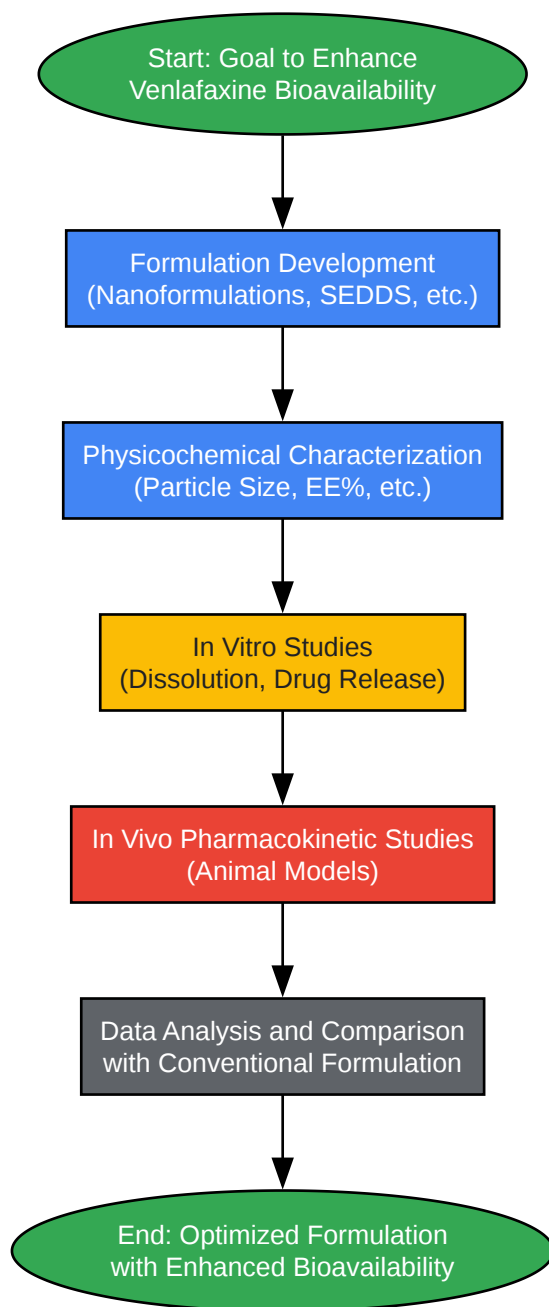 Start: Goal to Enhance
Venlafaxine Bioavailability
Formulation Development
(Nanoformulations, SEDDS, etc.)
Physicochemical Characterization
(Particle Size, EE%, etc.)
In Vitro Studies
(Dissolution, Drug Release)
In Vivo Pharmacokinetic Studies
(Animal Models)
Data Analysis and Comparison
with Conventional Formulation
End: Optimized Formulation
with Enhanced Bioavailability